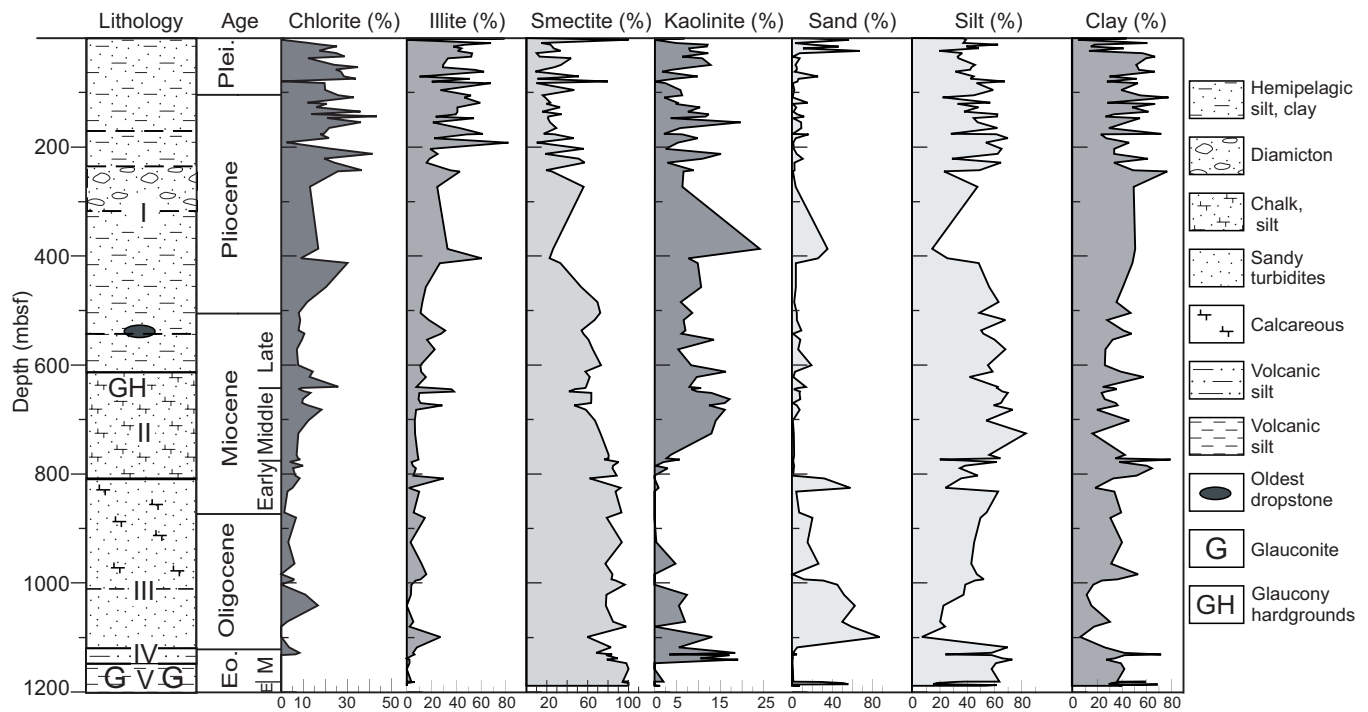 Lithology Age Chlorite (%) Illite (%) Smectite (%) Kaolinite (%) Sand (%) Silt (%) Clay (%)
Depth (mbsf)
200
400
600
800
1000
1200
I
GH
II
III
IV
G V G
Plei.
Pliocene
Miocene
Late
Middle
Early
Oligocene
Eo.
M
E
0 10 30 50
0 20 40 60 80
20 60 100
0 5 15 25
0 40 80
0 20 40 60 80
0 20 40 60 80
Hemipelagic
silt, clay
Diamicton
Chalk,
silt
Sandy
turbidites
Calcareous
Volcanic
silt
Volcanic
silt
Oldest
dropstone
G Glauconite
GH Glaucony
hardgrounds